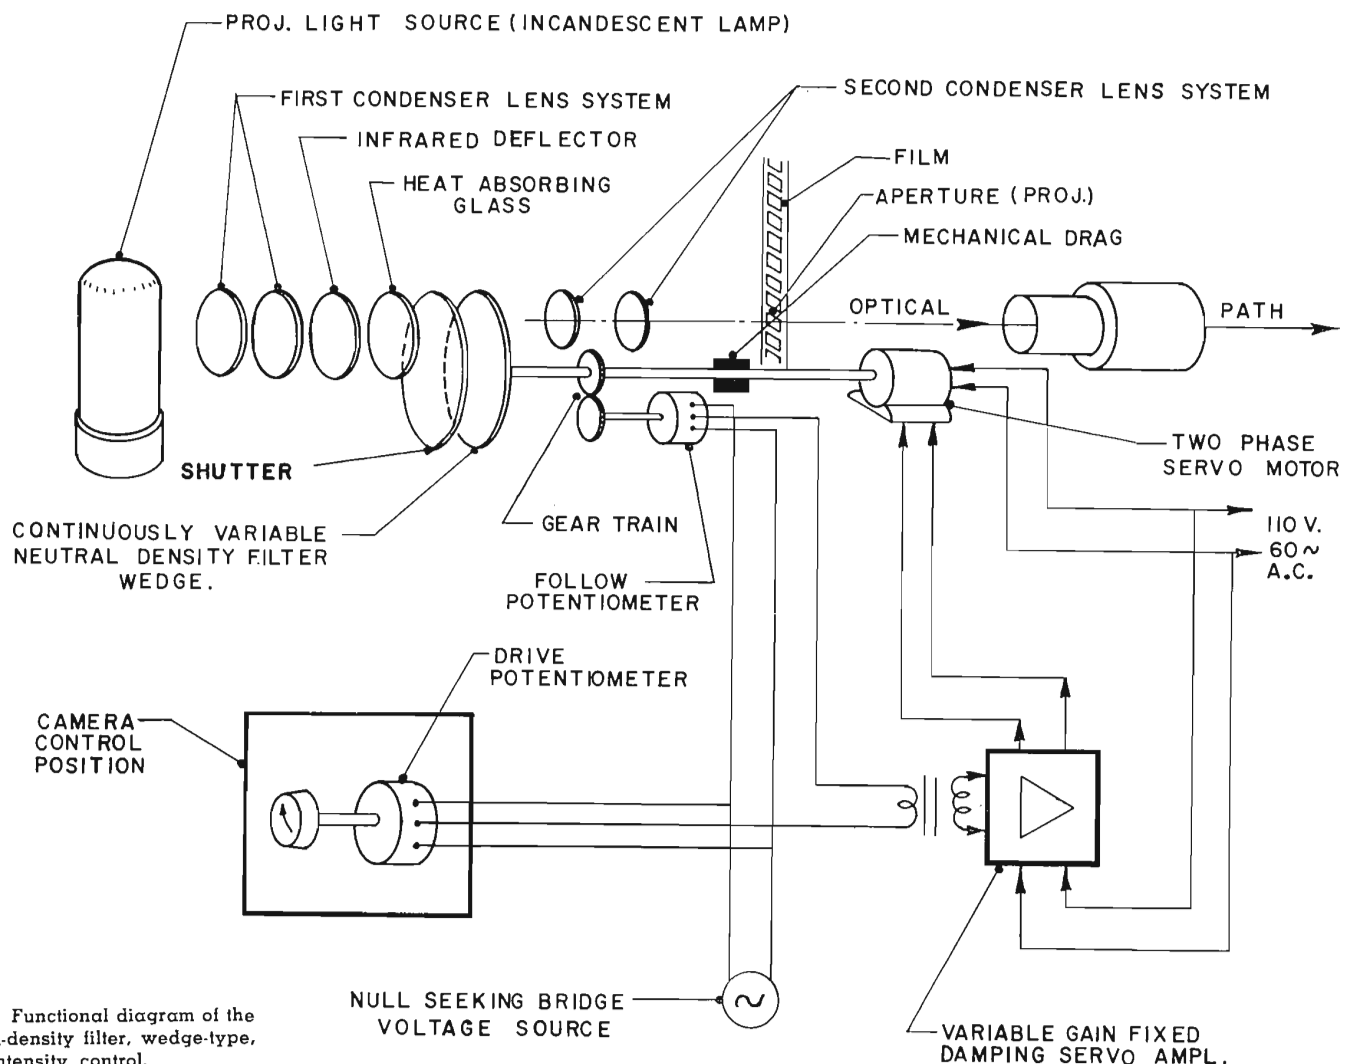 PROJ. LIGHT SOURCE (INCANDESCENT LAMP)
FIRST CONDENSER LENS SYSTEM
SECOND CONDENSER LENS SYSTEM
INFRARED DEFLECTOR
HEAT ABSORBING
GLASS
FILM
APERTURE (PROJ.)
MECHANICAL DRAG
OPTICAL
PATH
SHUTTER
TWO PHASE
SERVO MOTOR
CONTINUOUSLY VARIABLE
NEUTRAL DENSITY FILTER
WEDGE.
GEAR TRAIN
110 V.
60~
A.C.
FOLLOW
POTENTIOMETER
DRIVE
POTENTIOMETER
CAMERA
CONTROL
POSITION
NULL SEEKING BRIDGE
VOLTAGE SOURCE
VARIABLE GAIN FIXED
DAMPING SERVO AMPL.
Functional diagram of the
-density filter, wedge-type,
ntensity control.